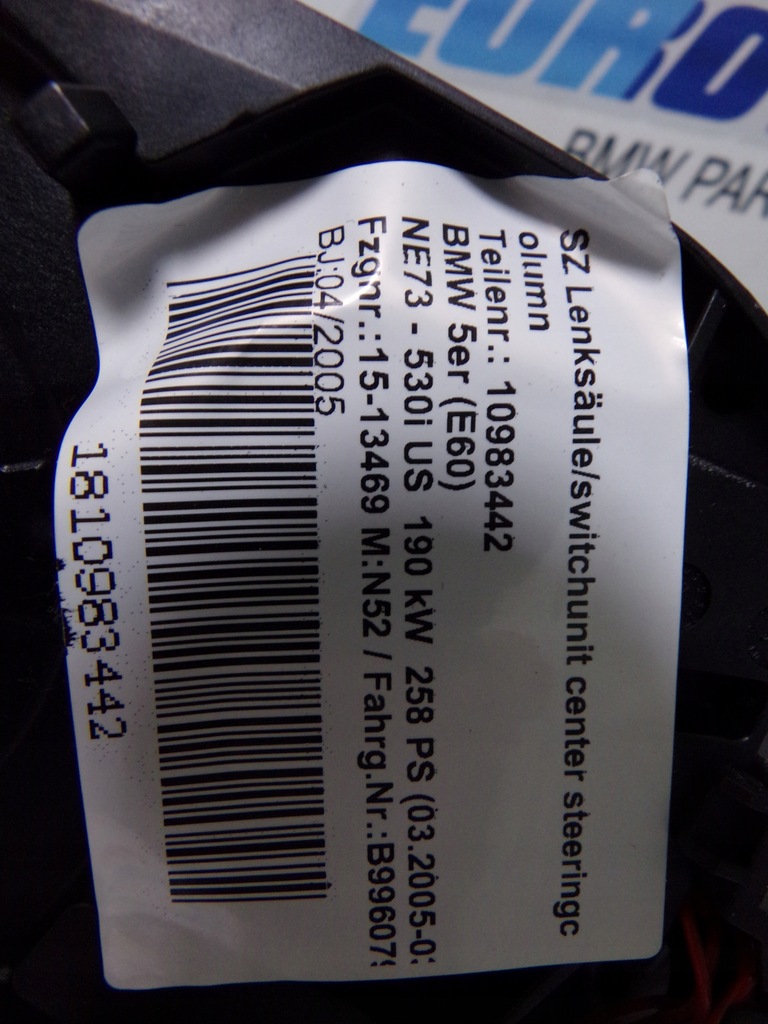 EURO
BMW PAR
SZ Lenksäule/switchunit center steeringc
olumn
Teilenr.: 10983442
BMW 5er (E60)
NE73 - 530i US 190 kW 258 PS (03.2005-0
Fzgnr.:15-13469 M:N52 / Fahrg.Nr.:B99607
BJ:04/2005
1810983442